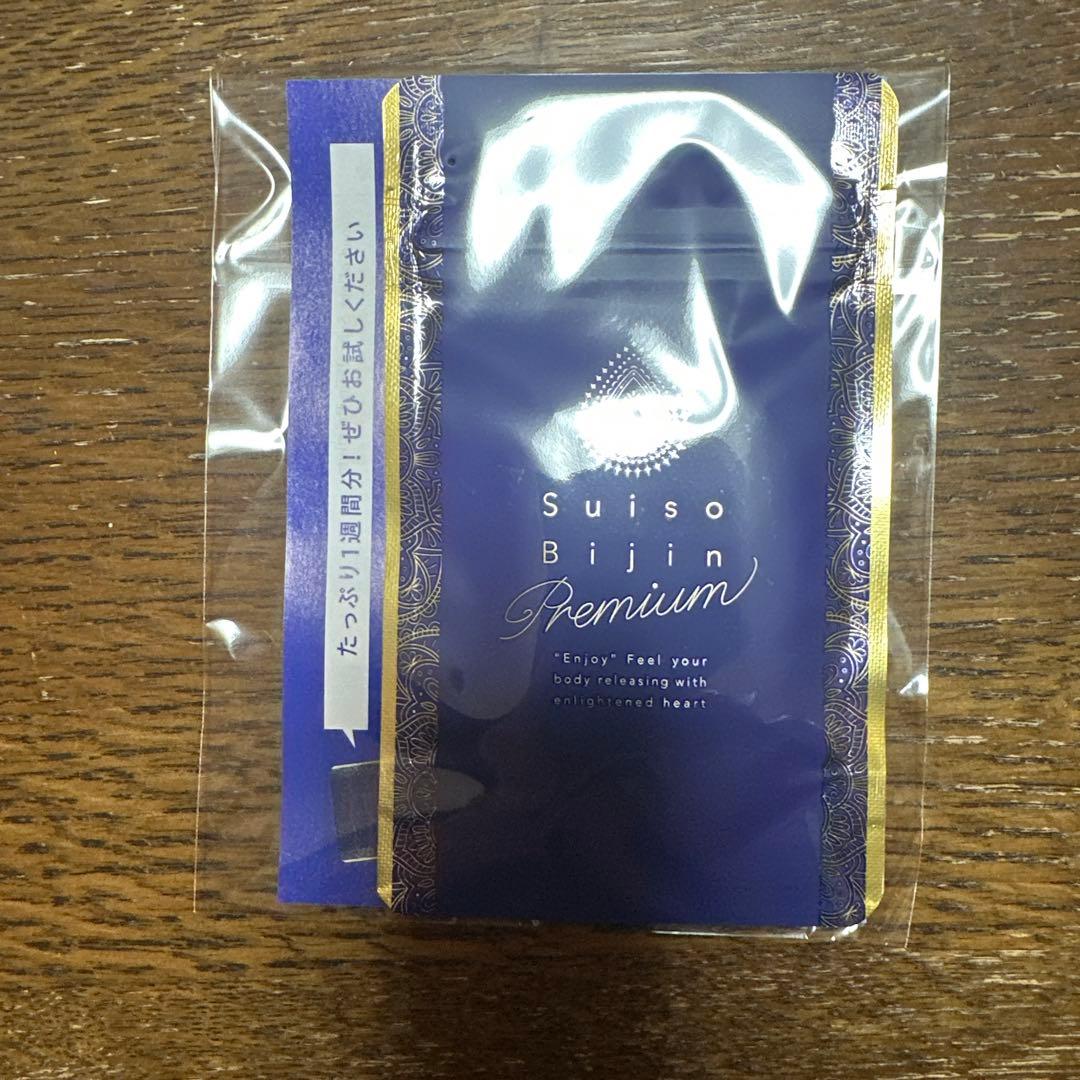 たっぷり1週間分！ぜひお試しください
Suiso
Bijin
Premium
"Enjoy" Feel your
body releasing with
enlightened heart